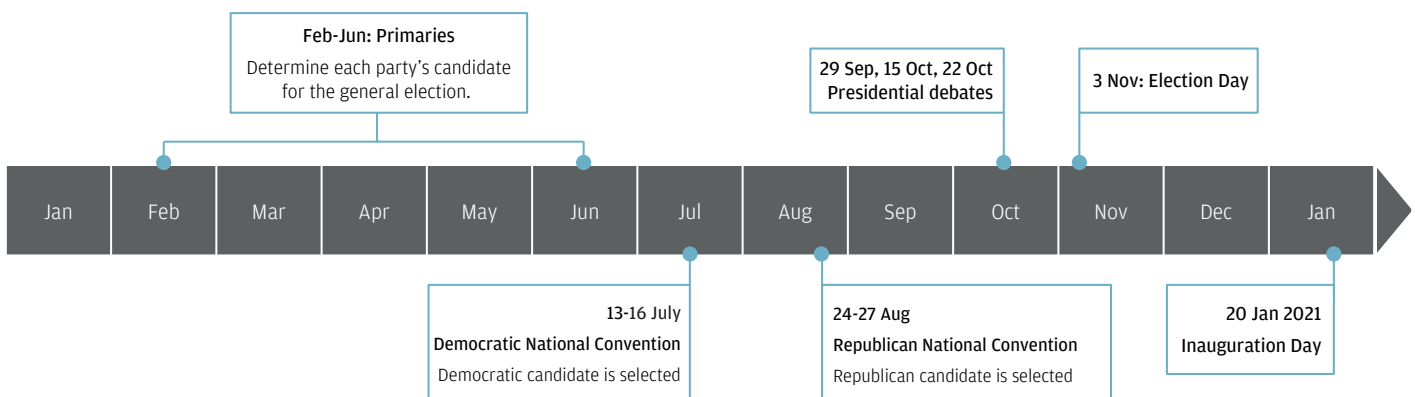 Feb-Jun: Primaries
Determine each party's candidate
for the general election.
29 Sep, 15 Oct, 22 Oct
Presidential debates
3 Nov: Election Day
Jan
Feb
Mar
Apr
May
Jun
Jul
Aug
Sep
Oct
Nov
Dec
Jan
13-16 July
Democratic National Convention
Democratic candidate is selected
24-27 Aug
Republican National Convention
Republican candidate is selected
20 Jan 2021
Inauguration Day